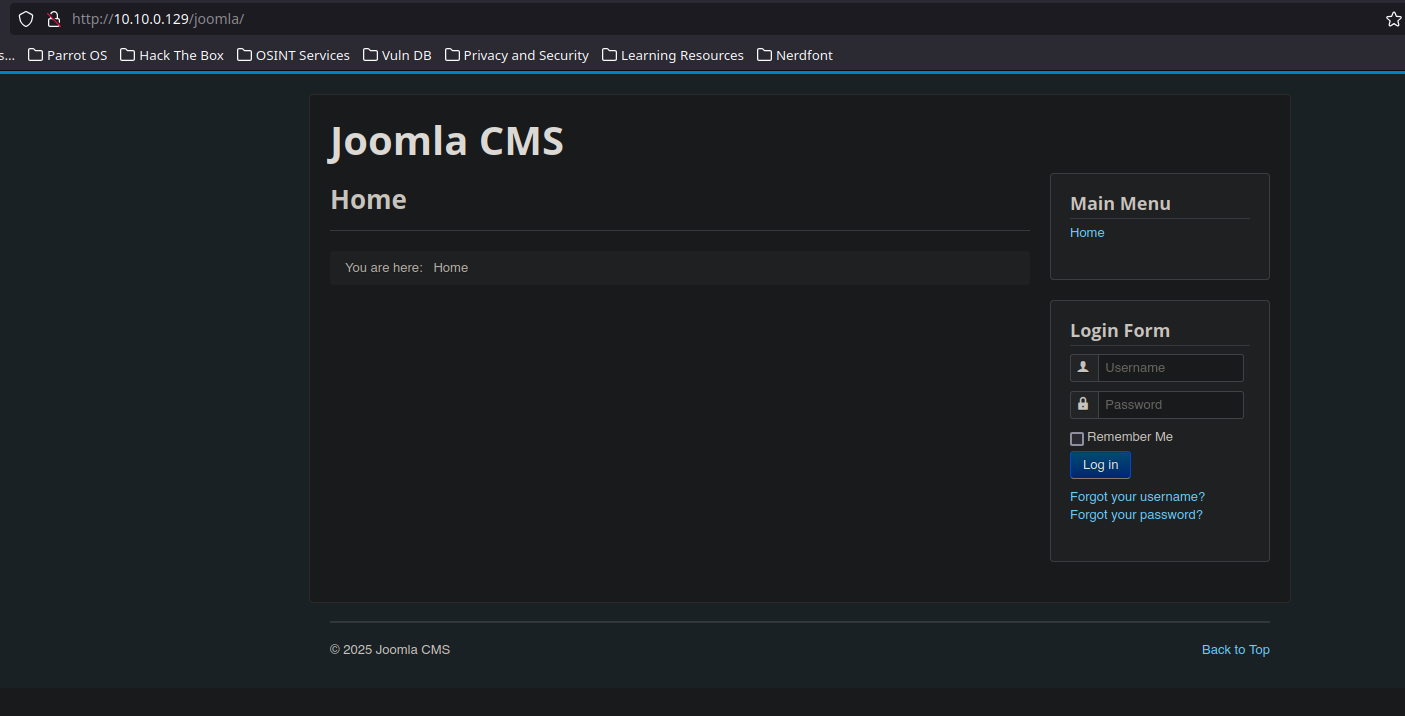 http://10.10.0.129/joomla/
s... Parrot OS Hack The Box OSINT Services Vuln DB Privacy and Security Learning Resources Nerdfont
Joomla CMS
Home
You are here: Home
Main Menu
Home
Login Form
Username
Password
Remember Me
Log in
Forgot your username?
Forgot your password?
© 2025 Joomla CMS
Back to Top